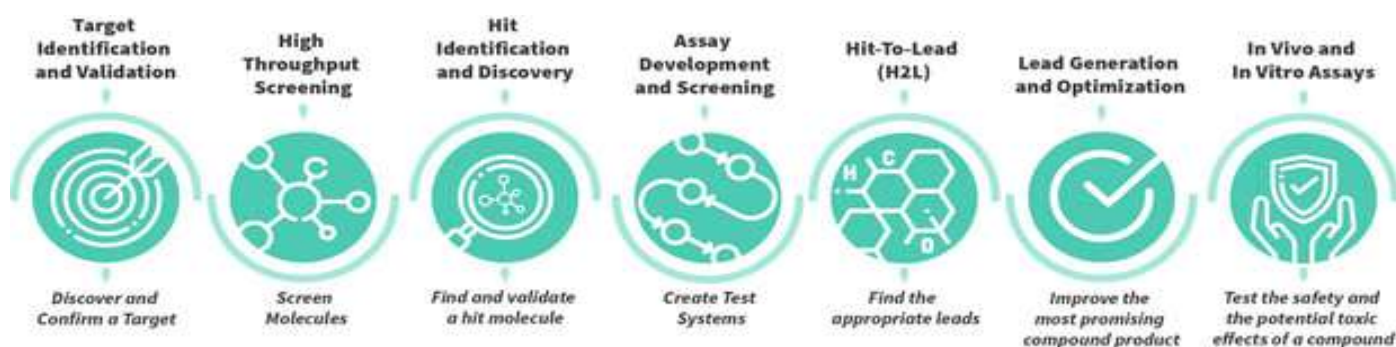 Target
Identification
and Validation
High
Throughput
Screening
Hit
Identification
and Discovery
Assay
Development
and Screening
Hit-To-Lead
(H2L)
Lead Generation
and Optimization
In Vivo and
In Vitro Assays
C
H
C
O
Discover and
Confirm a Target
Screen
Molecules
Find and validate
a hit molecule
Create Test
Systems
Find the
appropriate leads
Improve the
most promising
compound product
Test the safety and
the potential toxic
effects of a compound